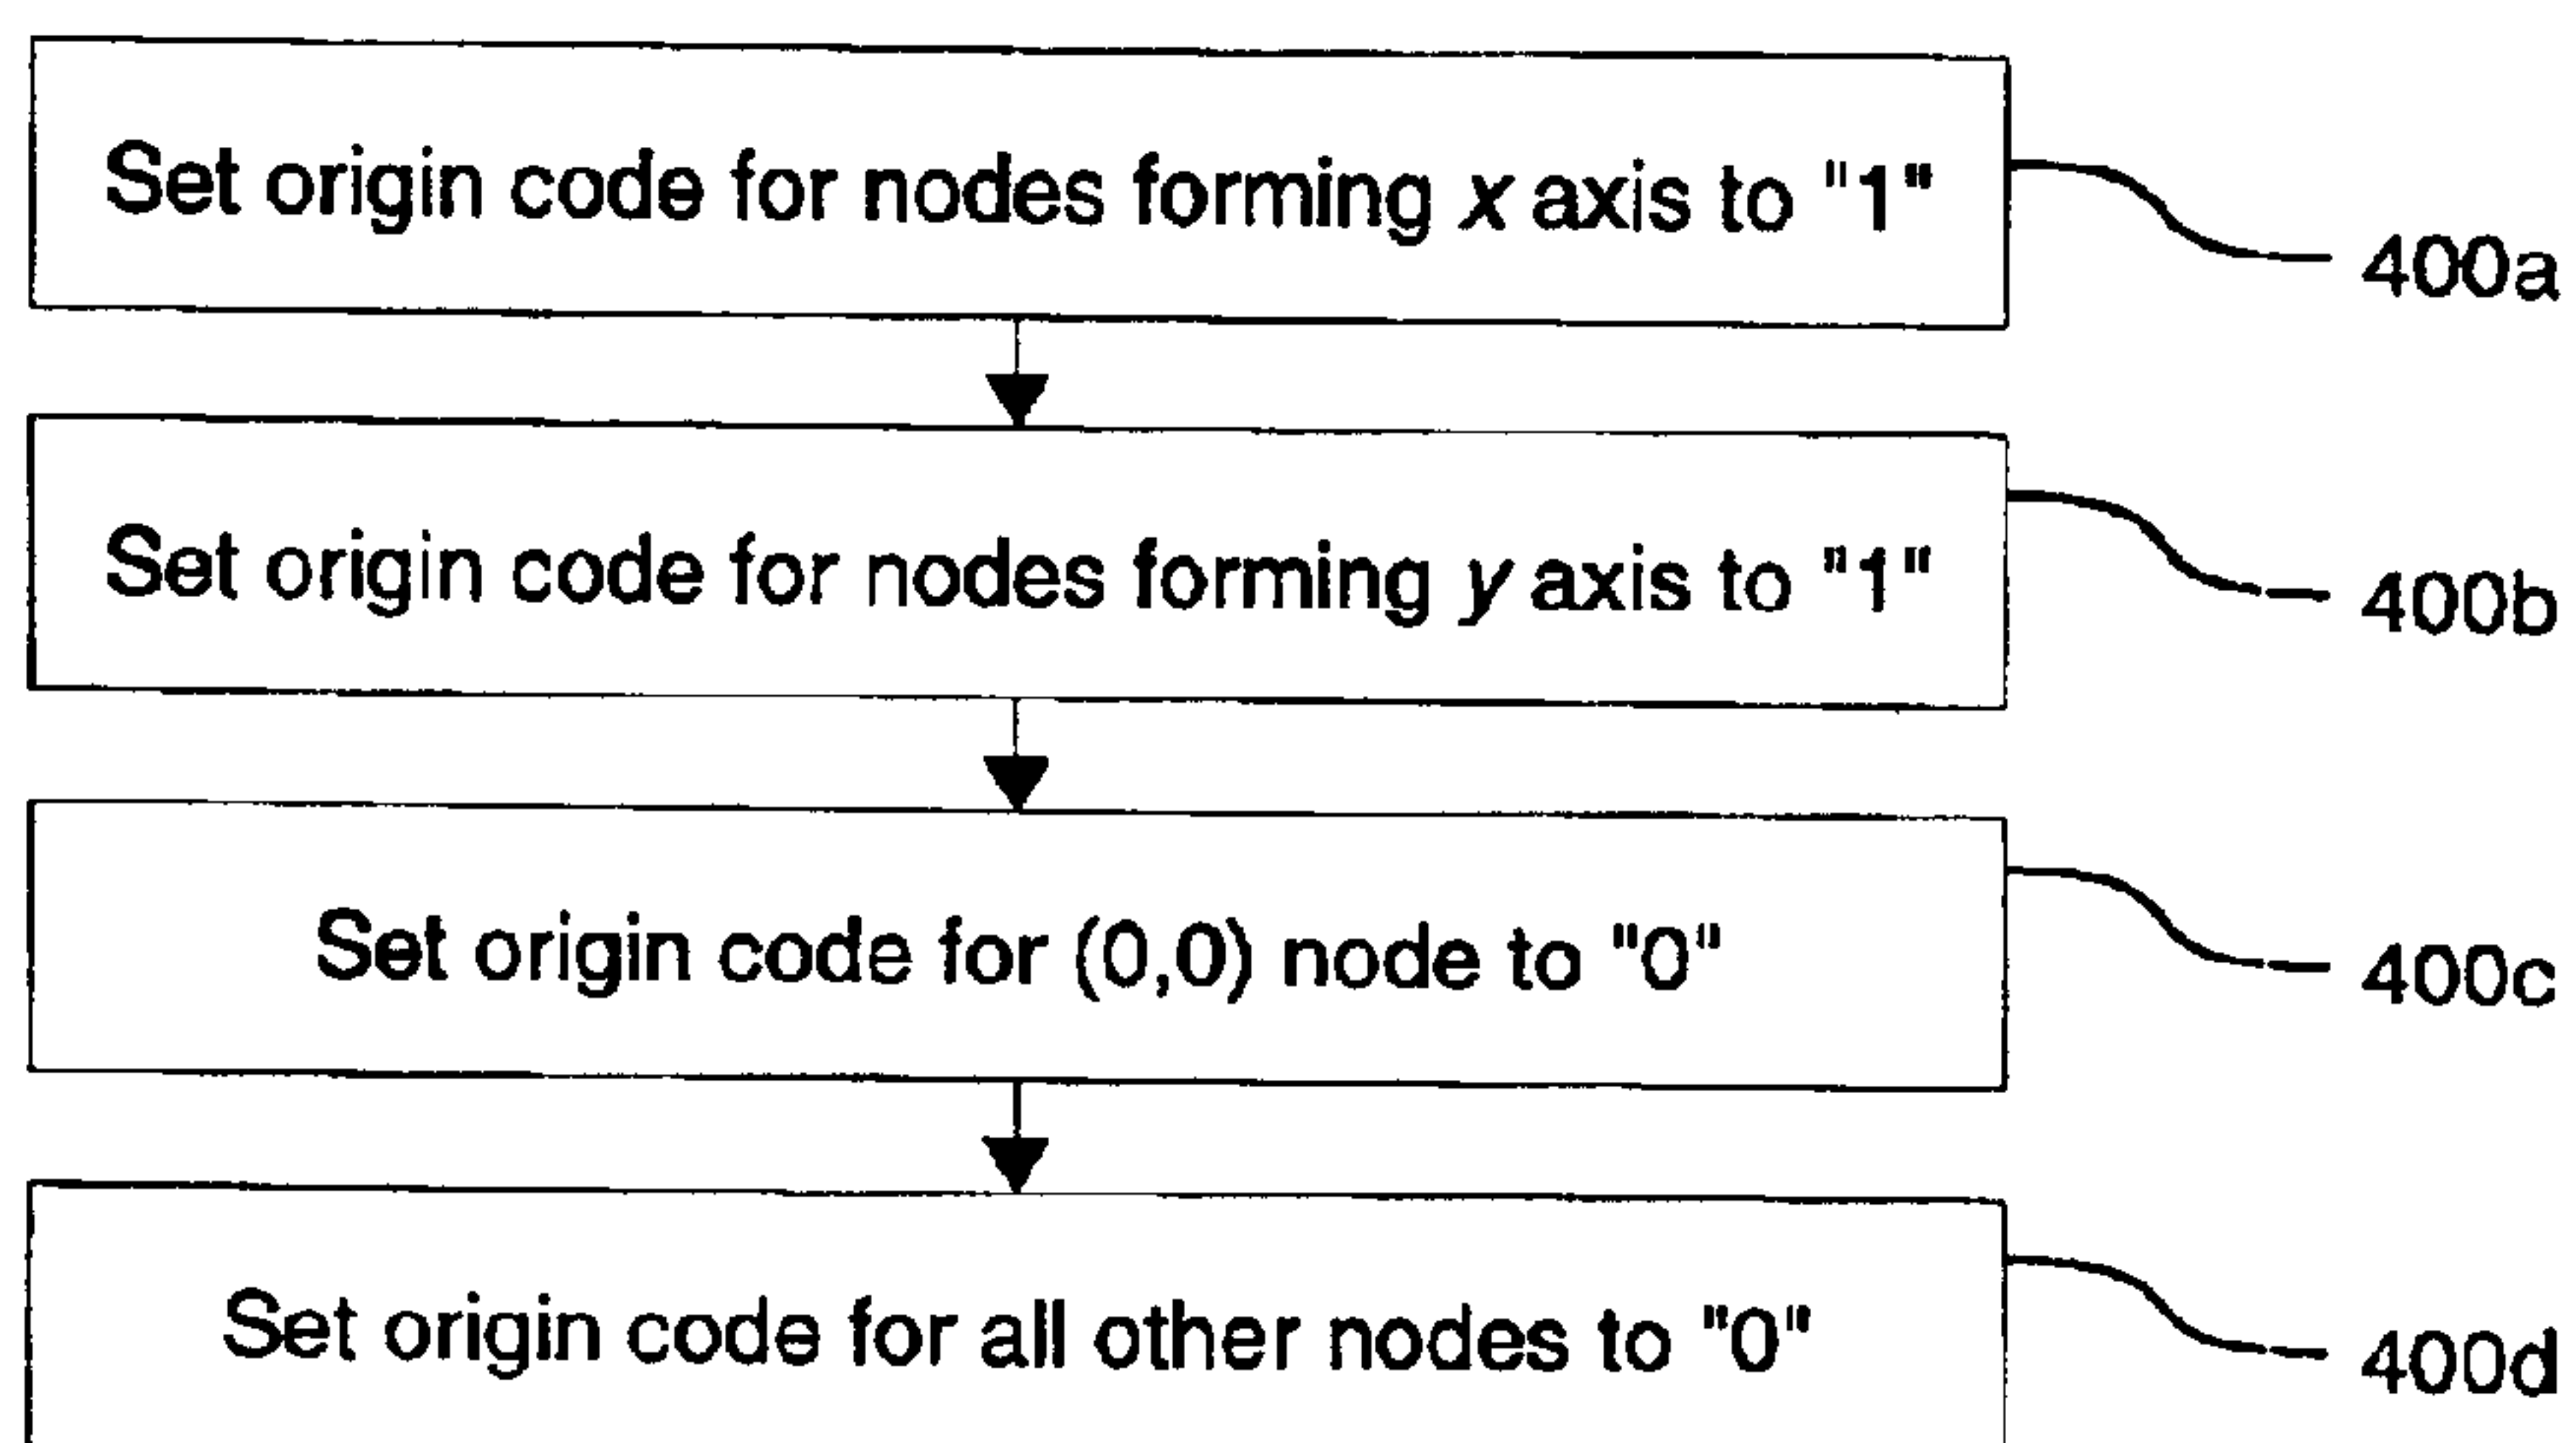 Set origin code for nodes forming x axis to "1"
400a
Set origin code for nodes forming y axis to "1"
400b
Set origin code for (0,0) node to "0"
400c
Set origin code for all other nodes to "0"
400d